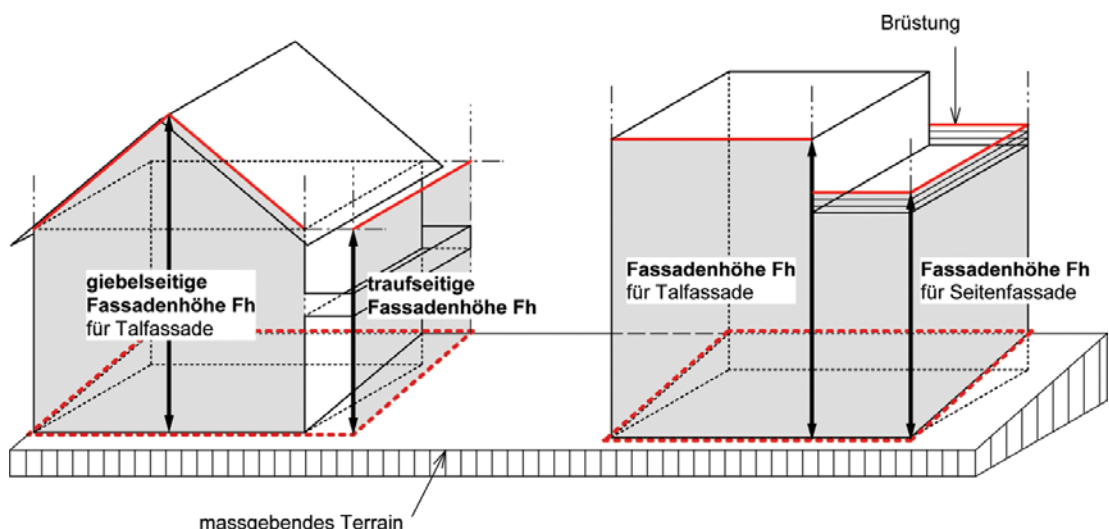 Brüstung
giebelseitige
Fassadenhöhe Fh
für Talfassade
traufseitige
Fassadenhöhe Fh
Fassadenhöhe Fh
für Talfassade
Fassadenhöhe Fh
für Seitenfassade
massgebendes Terrain